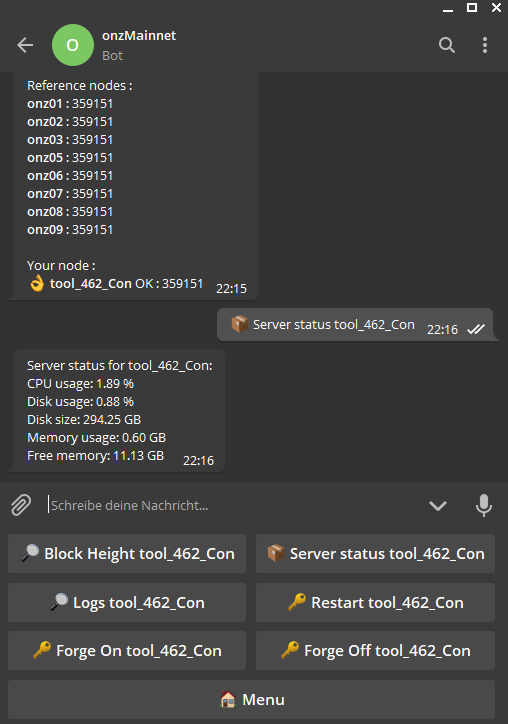 onzMainnet
O
Bot
Reference nodes :
onz01 : 359151
onz02 : 359151
onz03 : 359151
onz05 : 359151
onz06 : 359151
onz07 : 359151
onz08 : 359151
onz09 : 359151
Your node :
👌 tool_462_Con OK : 359151 22:15
📦 Server status tool_462_Con 22:16
Server status for tool_462_Con:
CPU usage: 1.89 %
Disk usage: 0.88 %
Disk size: 294.25 GB
Memory usage: 0.60 GB
Free memory: 11.13 GB 22:16
Schreibe deine Nachricht...
🔎 Block Height tool_462_Con 📦 Server status tool_462_Con
🔎 Logs tool_462_Con 🔑 Restart tool_462_Con
🔑 Forge On tool_462_Con 🔑 Forge Off tool_462_Con
🏠 Menu